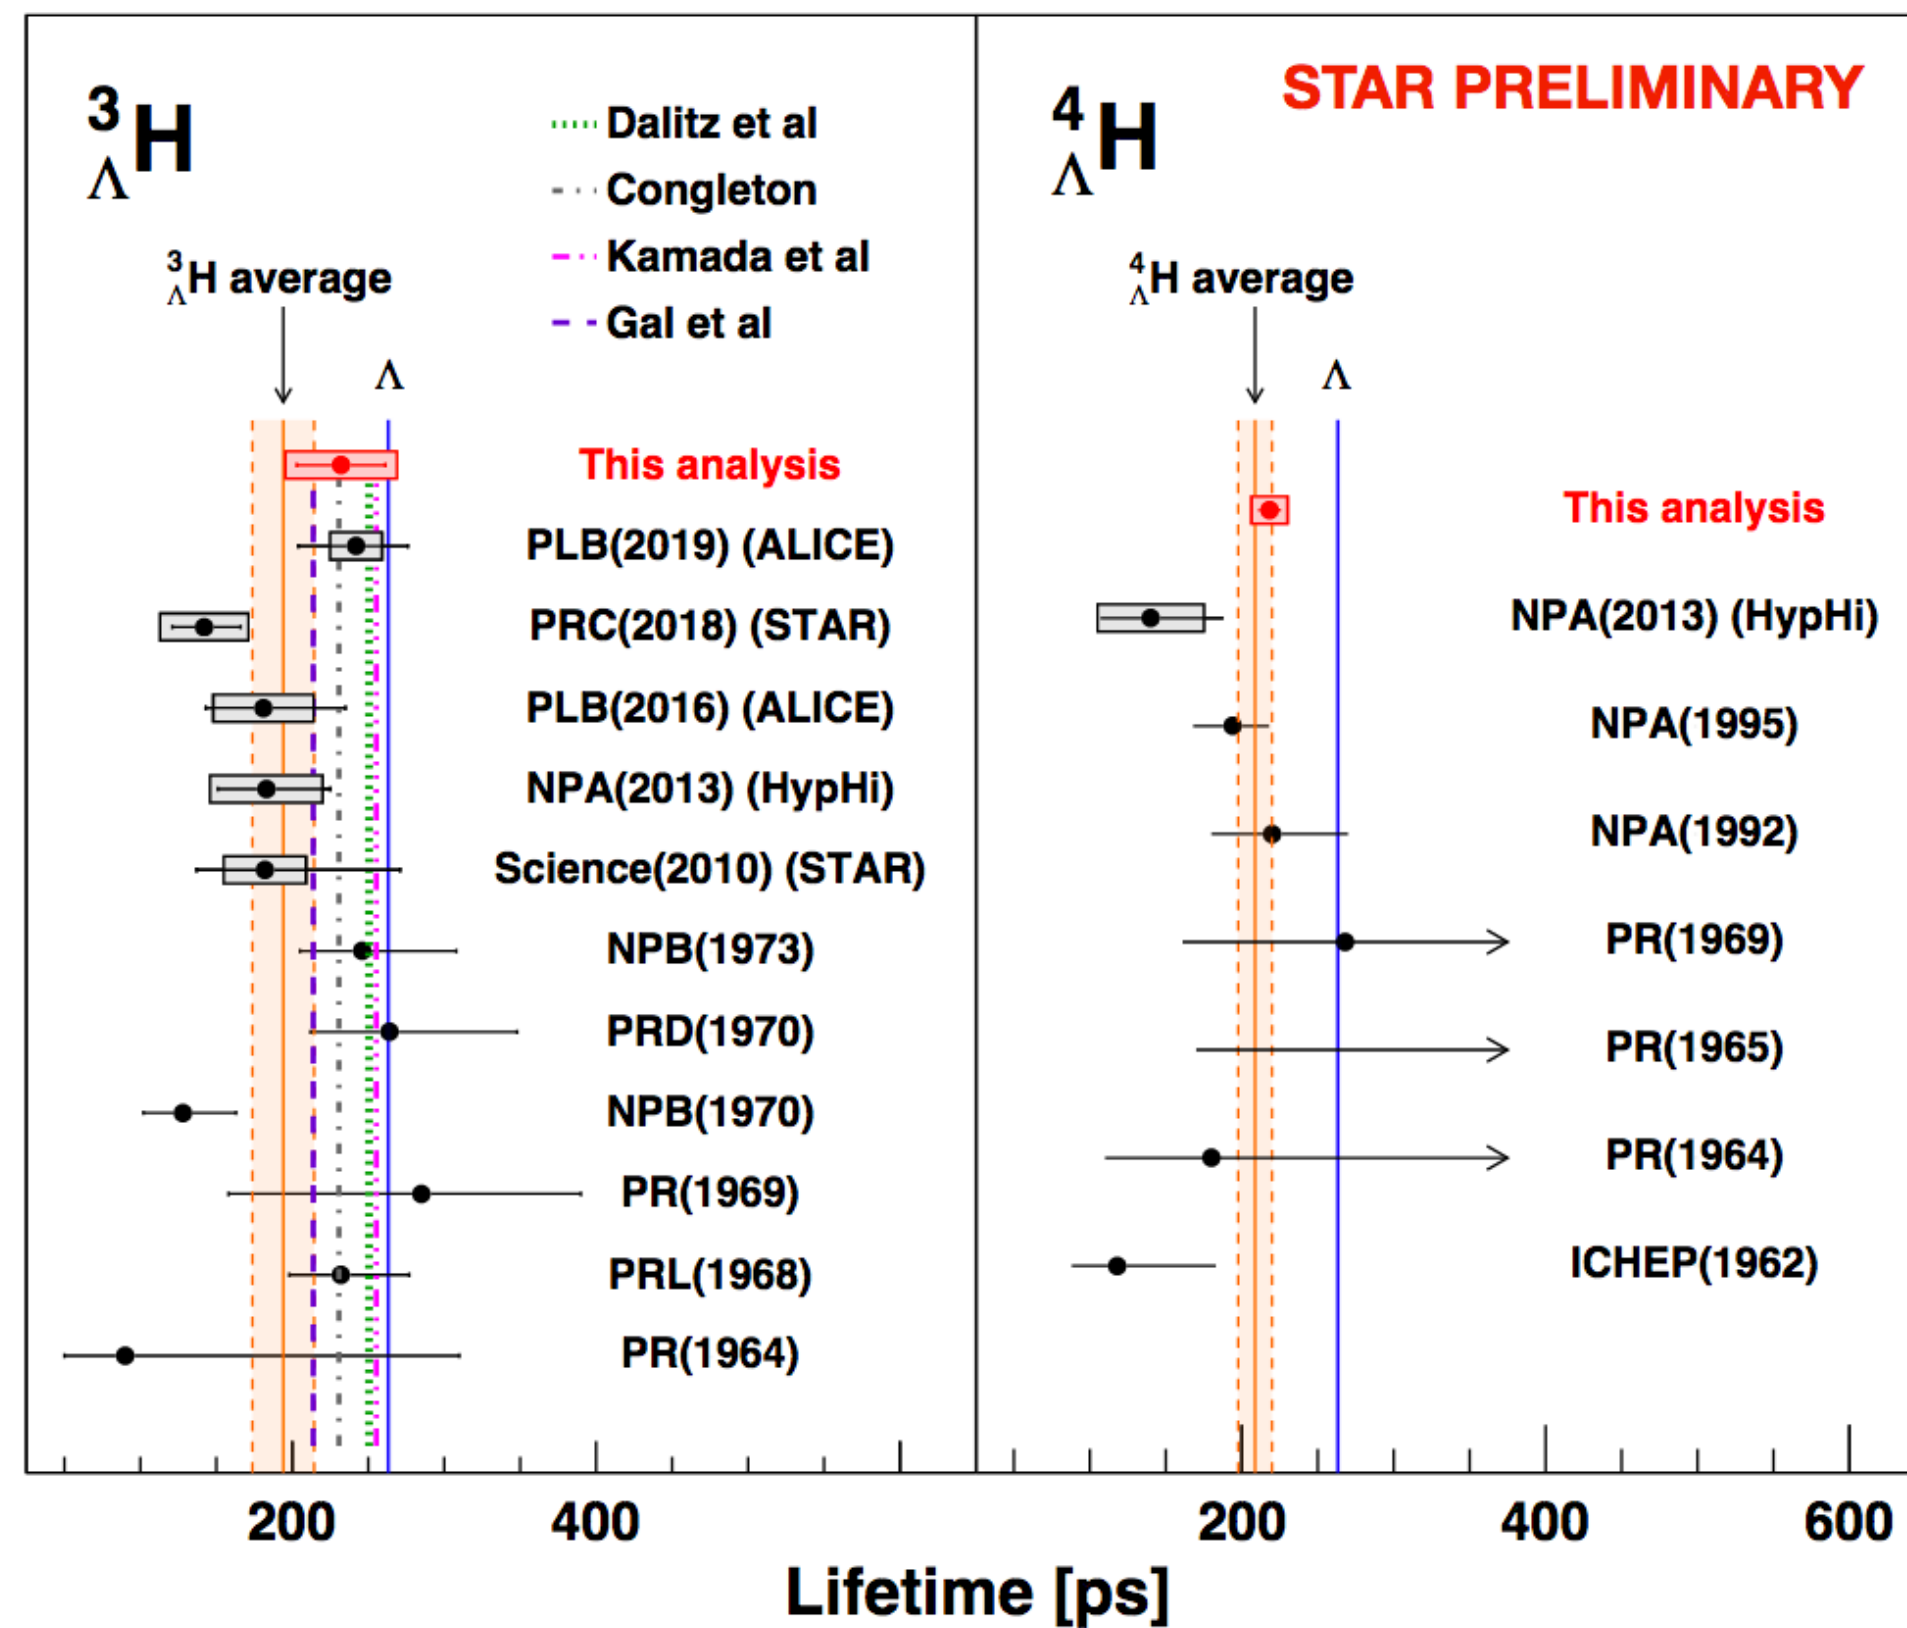 ³ΛH
Dalitz et al
Congleton
Kamada et al
Gal et al
³ΛH average
Λ
This analysis
PLB(2019) (ALICE)
PRC(2018) (STAR)
PLB(2016) (ALICE)
NPA(2013) (HypHi)
Science(2010) (STAR)
NPB(1973)
PRD(1970)
NPB(1970)
PR(1969)
PRL(1968)
PR(1964)
200 400
⁴ΛH
STAR PRELIMINARY
⁴ΛH average
Λ
This analysis
NPA(2013) (HypHi)
NPA(1995)
NPA(1992)
PR(1969)
PR(1965)
PR(1964)
ICHEP(1962)
200 400 600
Lifetime [ps]